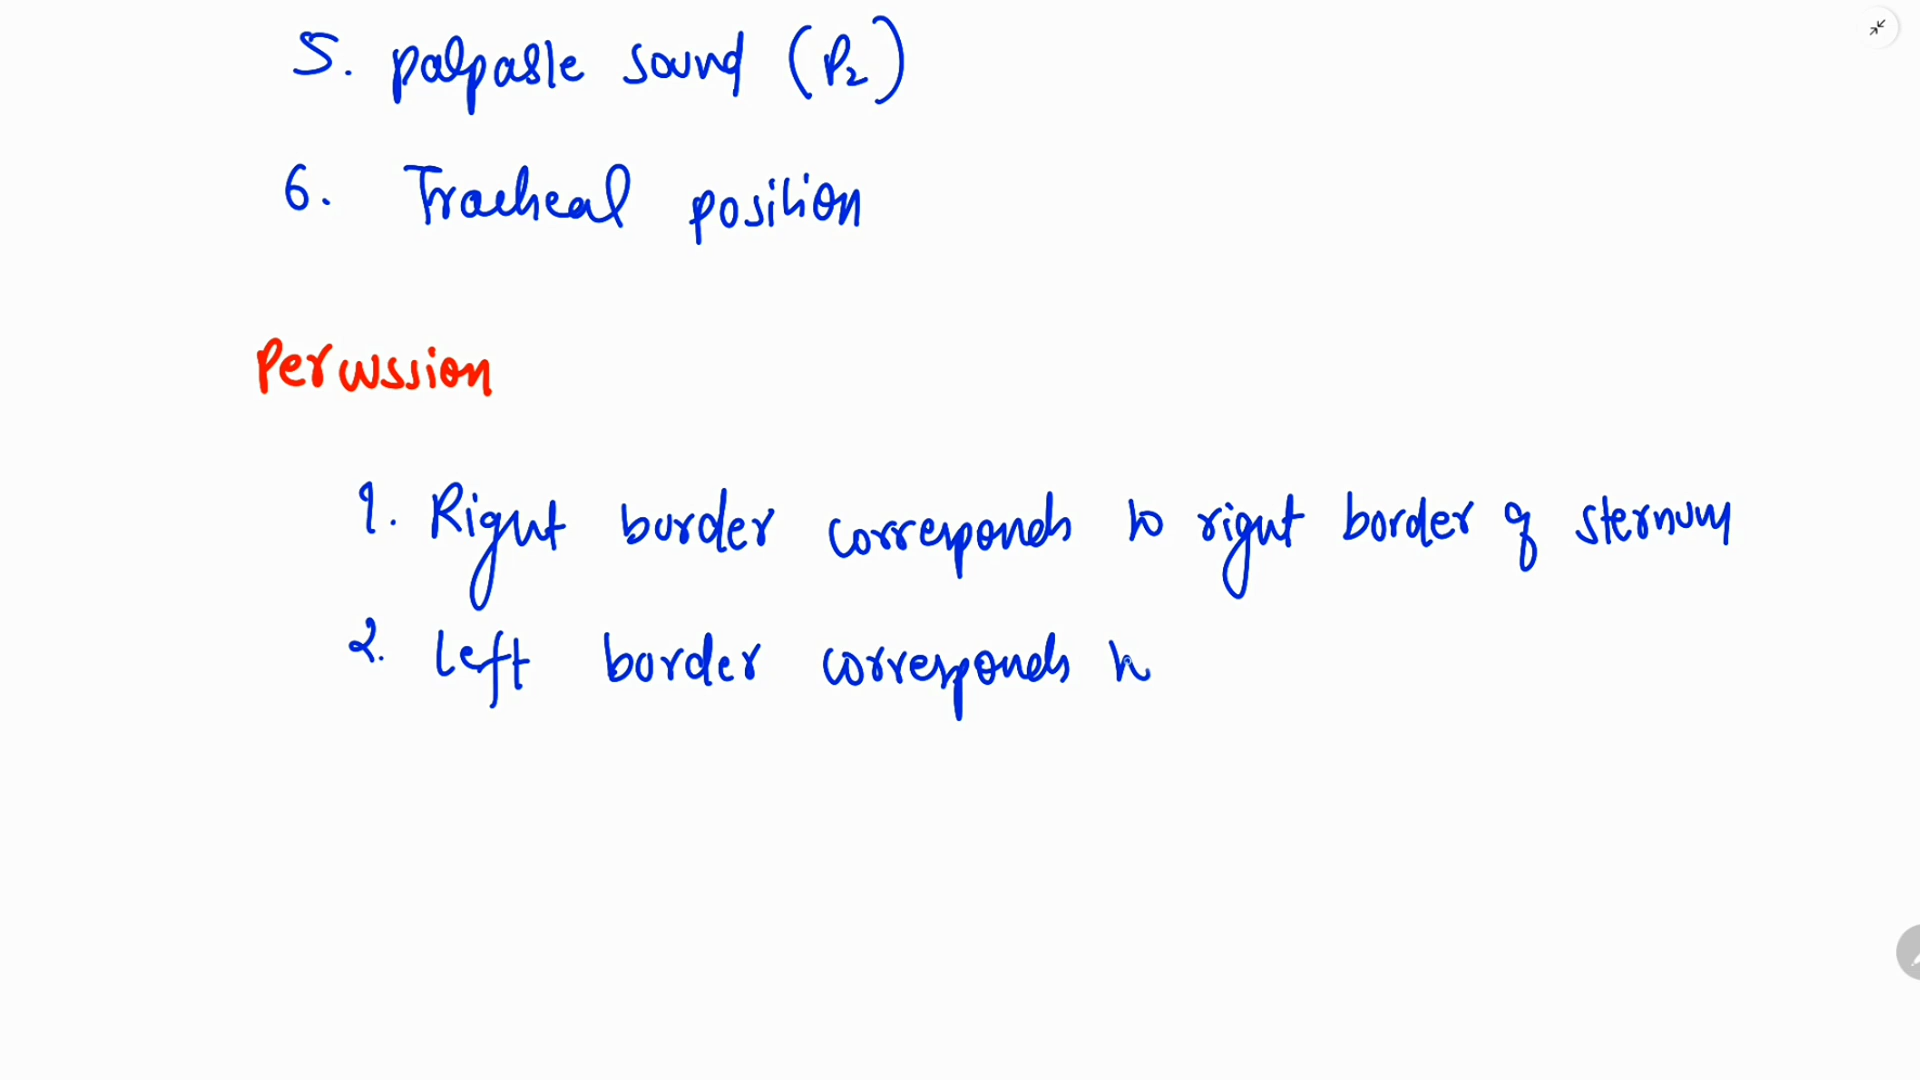 5. palpable sound (P2)
6. Tracheal position
Percussion
1. Right border corresponds to right border of sternum
2. Left border corresponds to